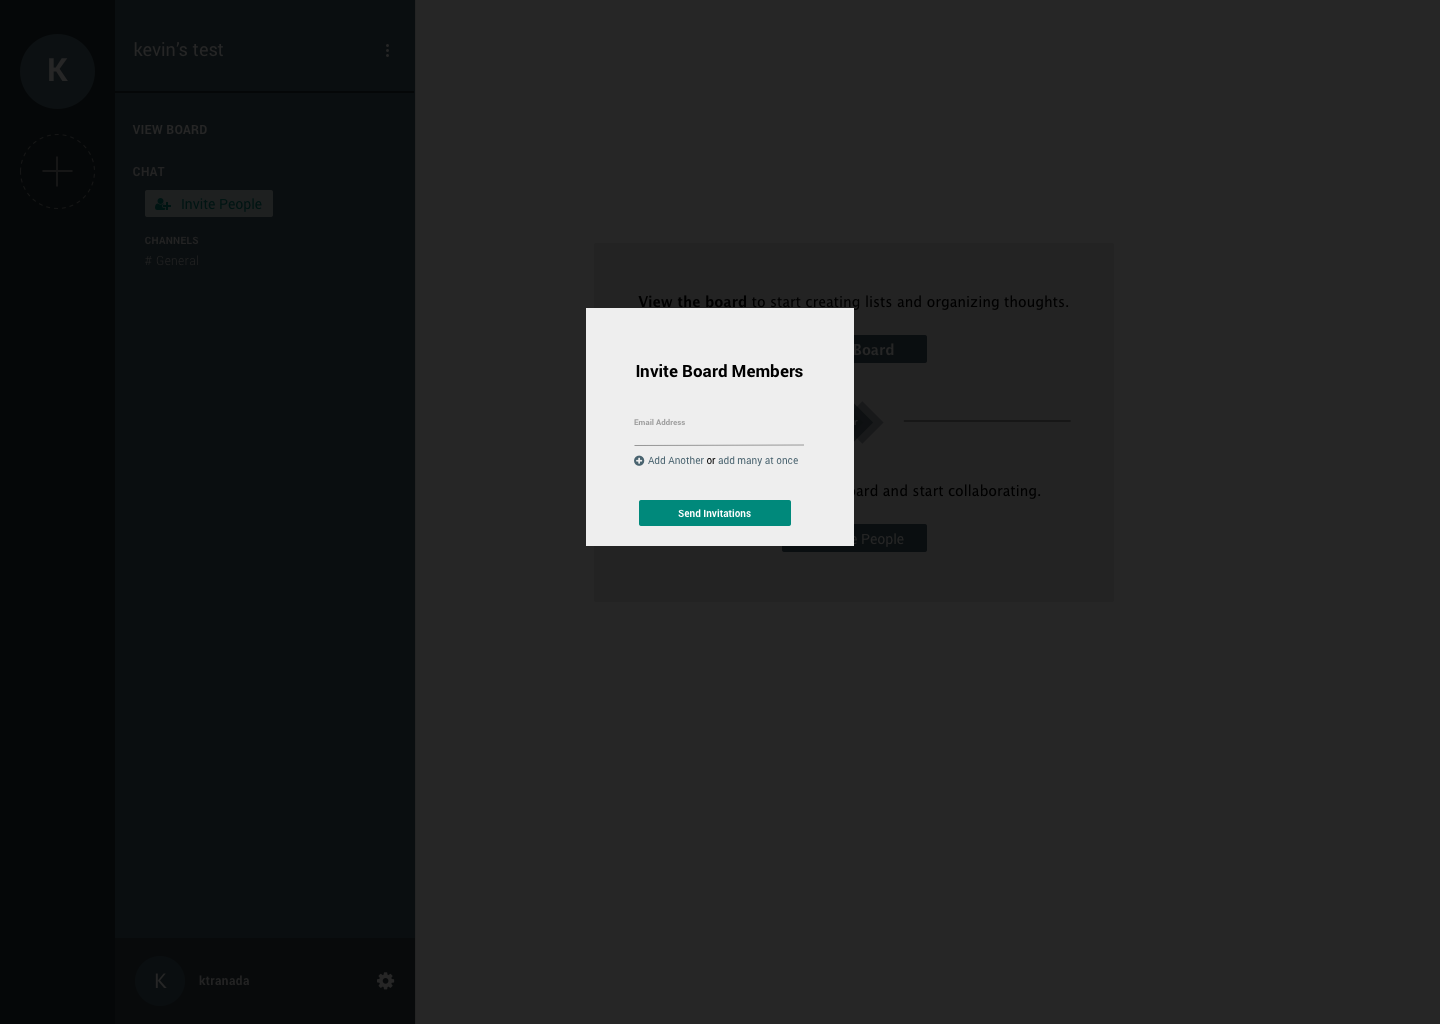 K
kevin's test
VIEW BOARD
CHAT
Invite People
CHANNELS
# General
View the board to start creating lists and organizing thoughts.
Board
Invite Board Members
Email Address
Add Another or add many at once
Send Invitations
and start collaborating.
People
K
ktranada